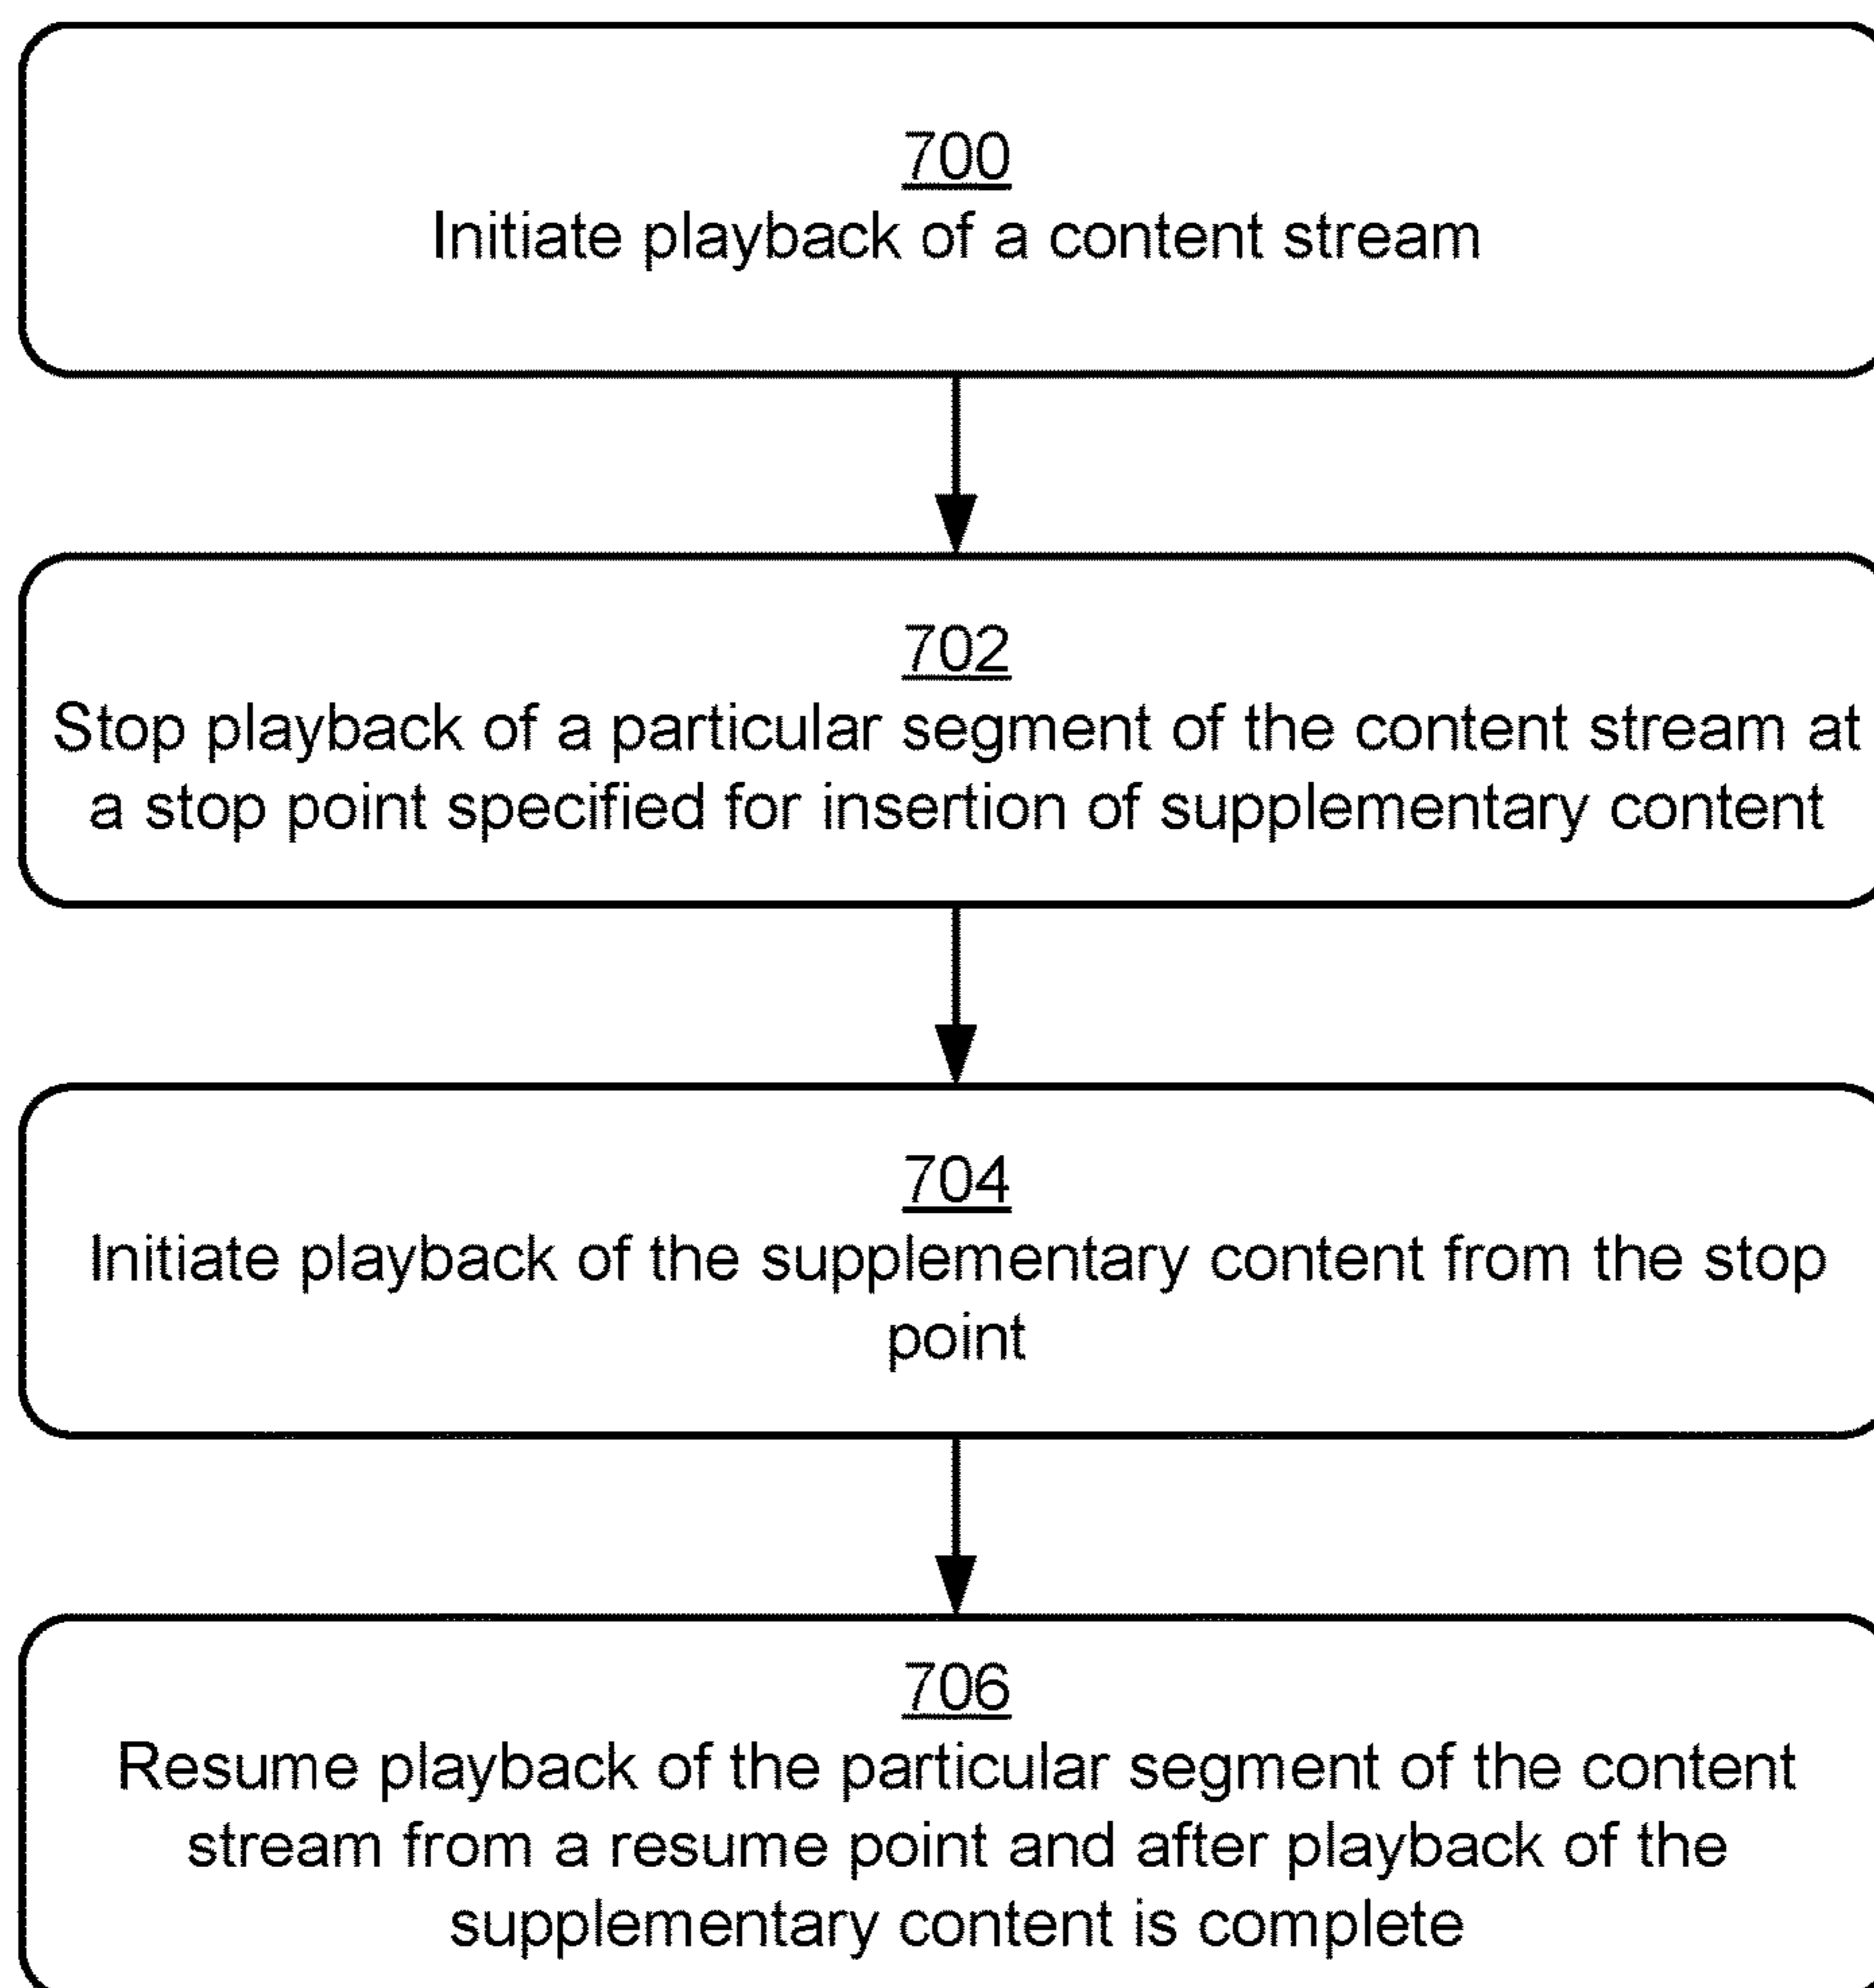 700
Initiate playback of a content stream
702
Stop playback of a particular segment of the content stream at
a stop point specified for insertion of supplementary content
704
Initiate playback of the supplementary content from the stop
point
706
Resume playback of the particular segment of the content
stream from a resume point and after playback of the
supplementary content is complete